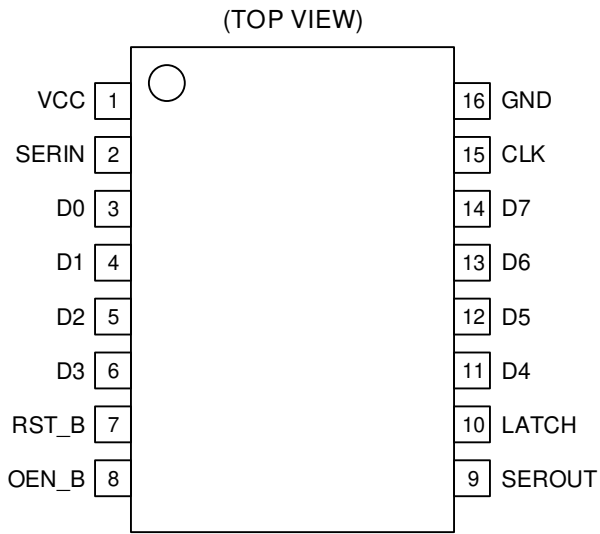 (TOP VIEW)
VCC 1 16 GND
SERIN 2 15 CLK
D0 3 14 D7
D1 4 13 D6
D2 5 12 D5
D3 6 11 D4
RST_B 7 10 LATCH
OEN_B 8 9 SEROUT